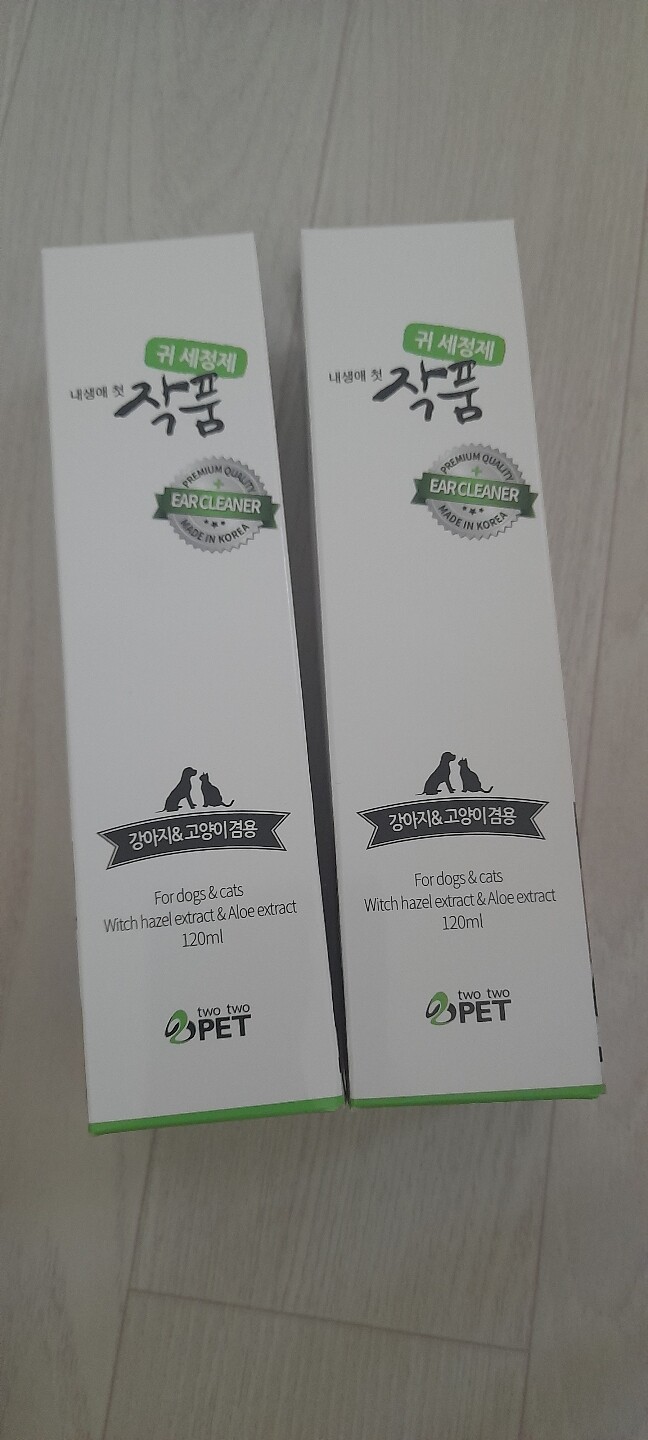 귀 세정제
내생애 첫
작품
PREMIUM QUALITY
EAR CLEANER
MADE IN KOREA
강아지&고양이 겸용
For dogs & cats
Witch hazel extract & Aloe extract
120ml
two two
PET
귀 세정제
내생애 첫
작품
PREMIUM QUALITY
EAR CLEANER
MADE IN KOREA
강아지&고양이 겸용
For dogs & cats
Witch hazel extract & Aloe extract
120ml
two two
PET